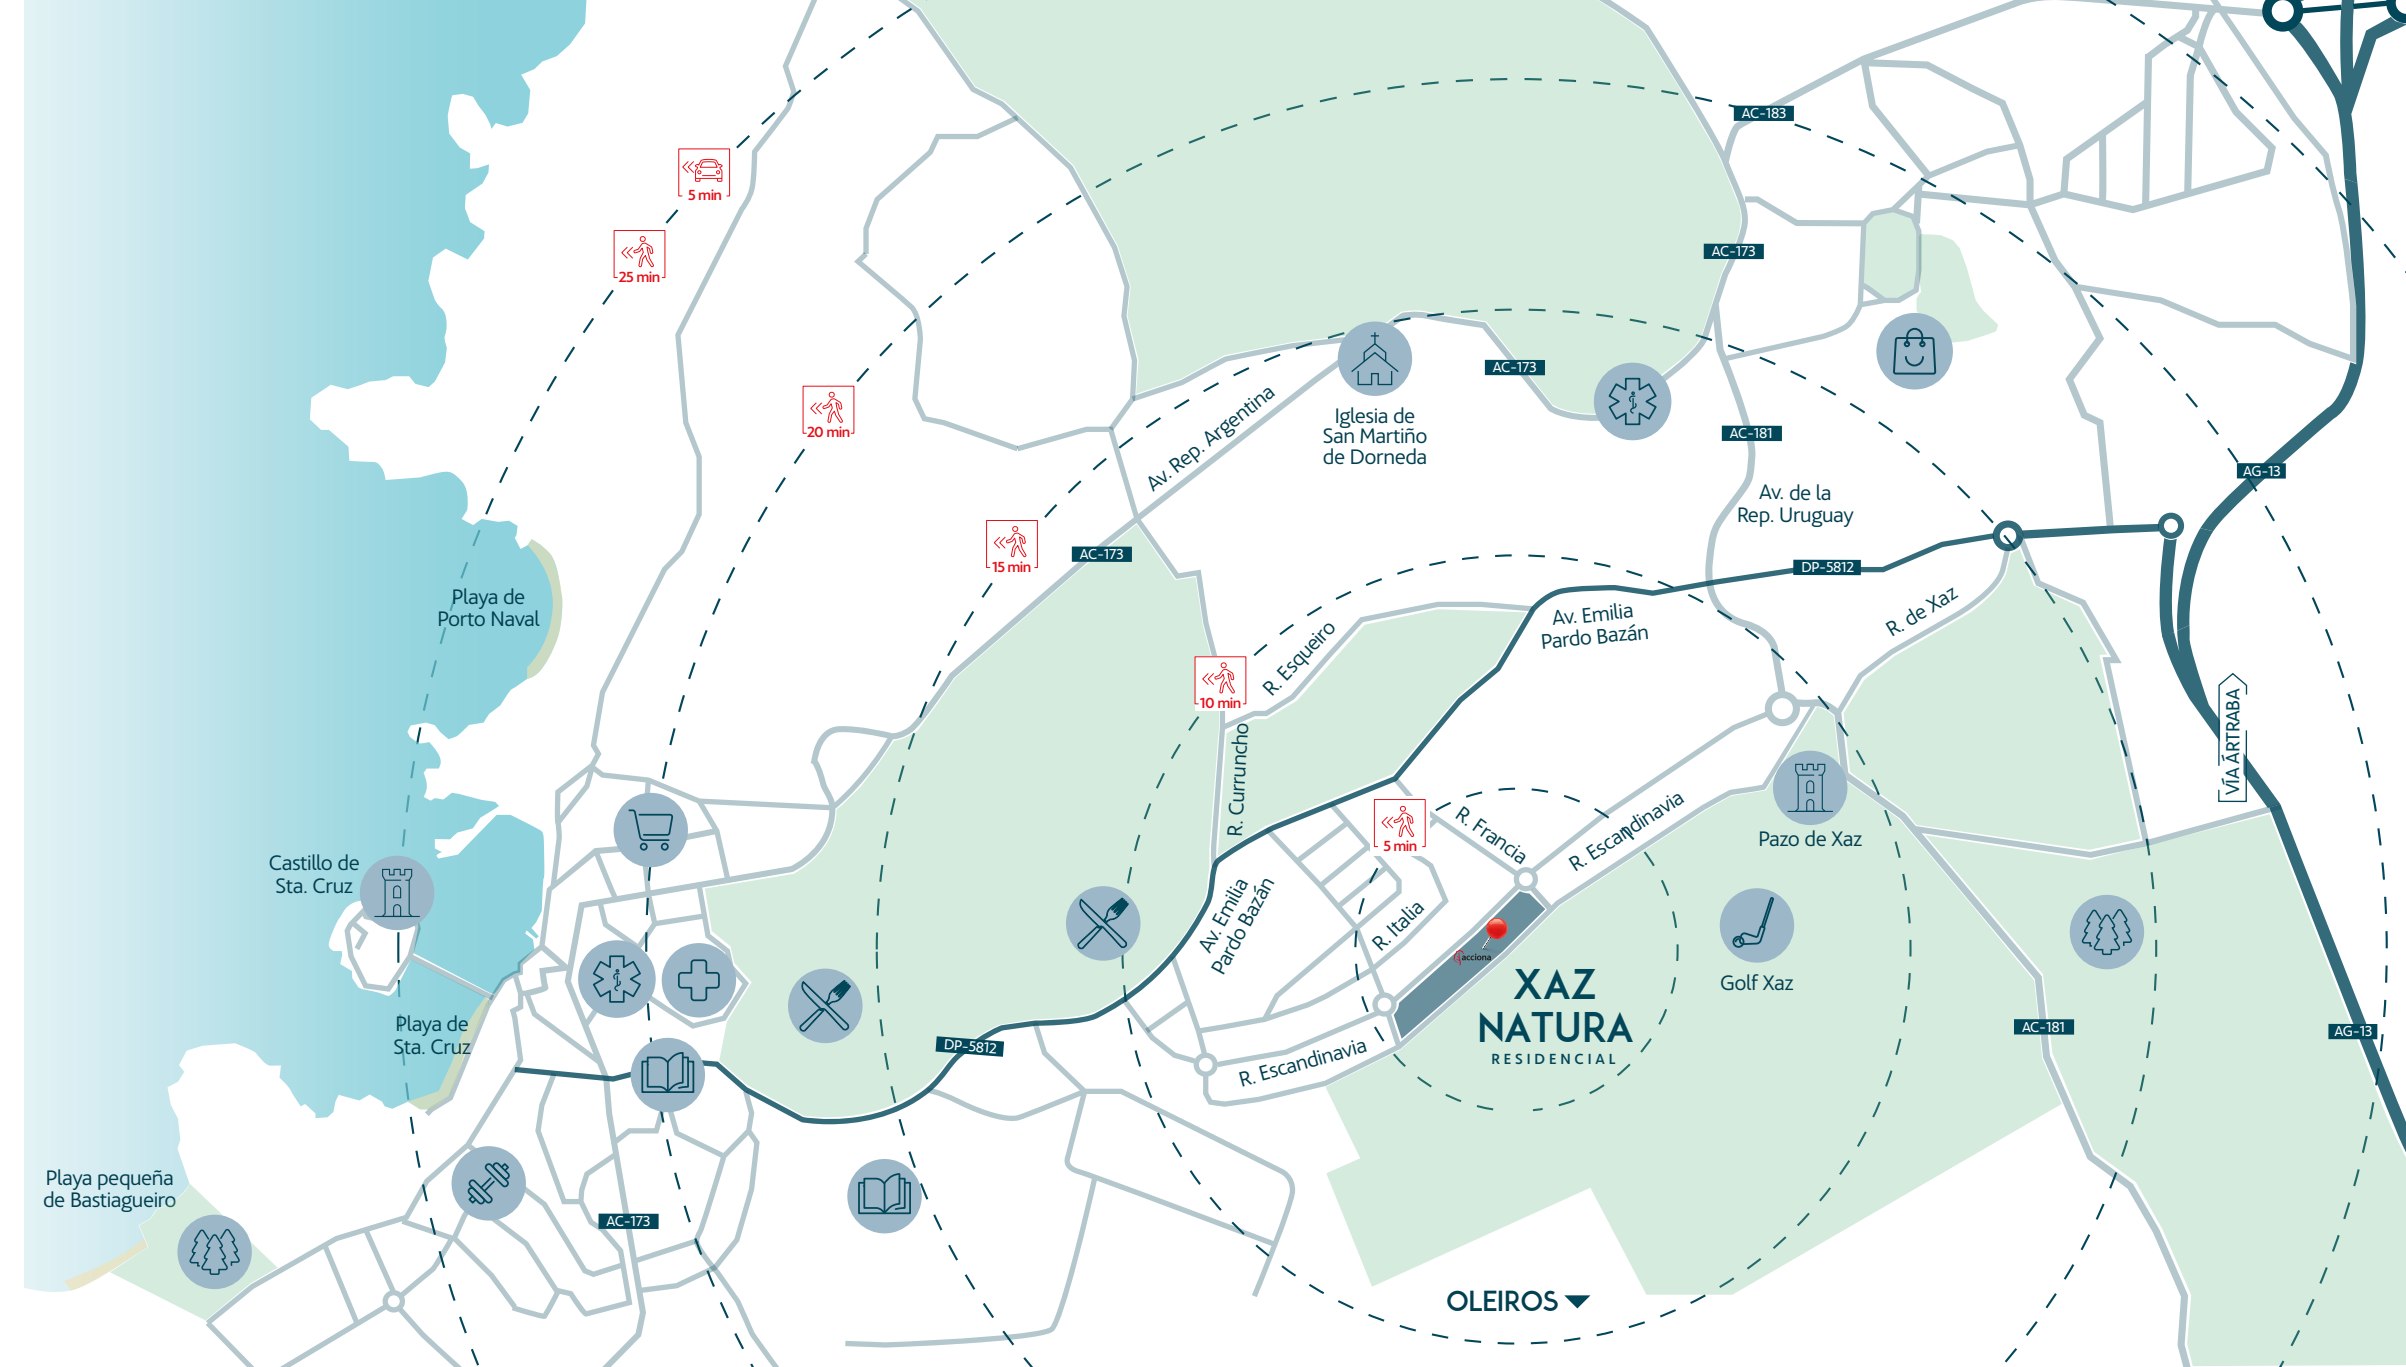 AC-183
5 min
AC-173
25 min
AC-173
Iglesia de
San Martiño
de Dorneda
Av. Rep. Argentina
20 min
AC-181
AG-13
Av. de la
Rep. Uruguay
15 min
AC-173
DP-5812
Playa de
Porto Naval
Av. Emilia
Pardo Bazán
R. de Xaz
R. Esqueiro
10 min
VÍA ÁRTRABA
R. Curruncho
5 min
R. Francia
R. Escandinavia
Pazo de Xaz
Castillo de
Sta. Cruz
Av. Emilia
Pardo Bazán
R. Italia
acciona
XAZ
NATURA
RESIDENCIAL
Golf Xaz
Playa de
Sta. Cruz
DP-5812
R. Escandinavia
AC-181
AG-13
Playa pequeña
de Bastiagueiro
AC-173
OLEIROS